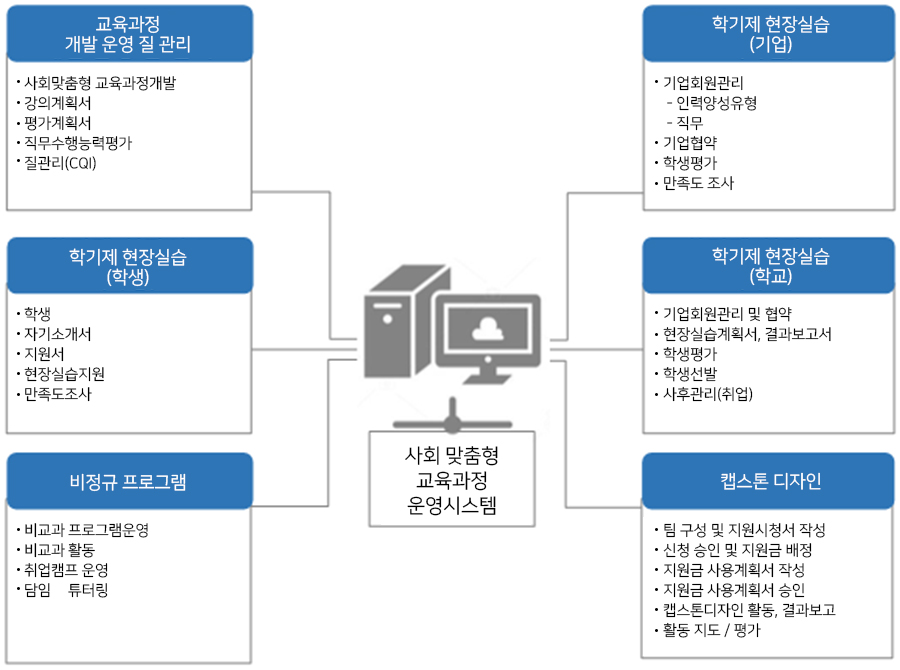 교육과정
개발 운영 질 관리
• 사회맞춤형 교육과정개발
• 강의계획서
• 평가계획서
• 직무수행능력평가
• 질관리(CQI)
학기제 현장실습
(학생)
• 학생
• 자기소개서
• 지원서
• 현장실습지원
• 만족도조사
비정규 프로그램
• 비교과 프로그램운영
• 비교과 활동
• 취업캠프 운영
• 담임 튜터링
사회 맞춤형
교육과정
운영시스템
학기제 현장실습
(기업)
• 기업회원관리
- 인력양성유형
- 직무
• 기업협약
• 학생평가
• 만족도 조사
학기제 현장실습
(학교)
• 기업회원관리 및 협약
• 현장실습계획서, 결과보고서
• 학생평가
• 학생선발
• 사후관리(취업)
캡스톤 디자인
• 팀 구성 및 지원시청서 작성
• 신청 승인 및 지원금 배정
• 지원금 사용계획서 작성
• 지원금 사용계획서 승인
• 캡스톤디자인 활동, 결과보고
• 활동 지도 / 평가